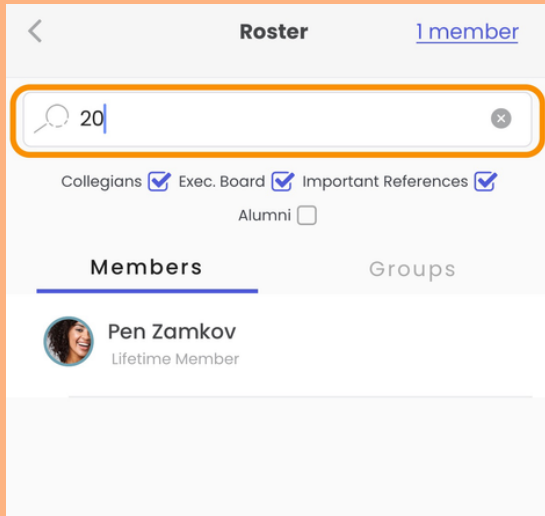 Roster 1 member
20
Collegians Exec. Board Important References
Alumni
Members Groups
Pen Zamkov
Lifetime Member